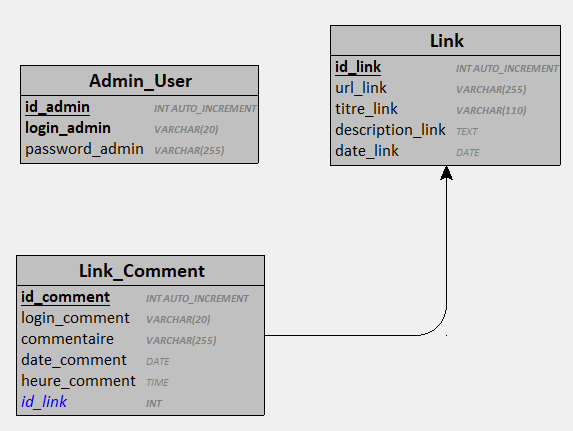 Admin_User
id_admin INT AUTO_INCREMENT
login_admin VARCHAR(20)
password_admin VARCHAR(255)
Link
id_link INT AUTO_INCREMENT
url_link VARCHAR(255)
titre_link VARCHAR(110)
description_link TEXT
date_link DATE
Link_Comment
id_comment INT AUTO_INCREMENT
login_comment VARCHAR(20)
commentaire VARCHAR(255)
date_comment DATE
heure_comment TIME
id_link INT